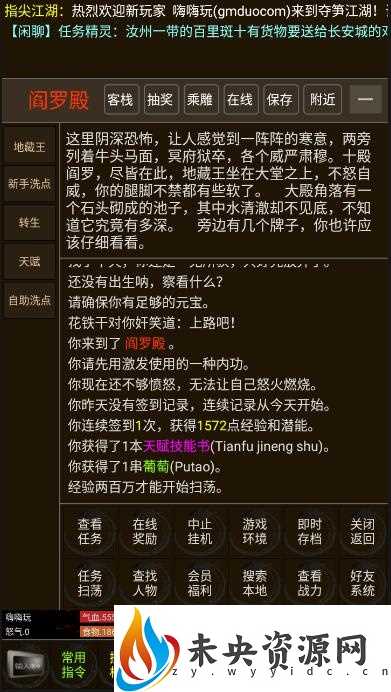 指尖江湖：热烈欢迎新玩家 嗨嗨玩(gmduocom)来到夺笋江湖！
【闲聊】任务精灵：汝州一带的百里斑十有货物要送给长安城的
阎罗殿 客栈 抽奖 乘雕 在线 保存 附近 一
地藏王
新手洗点
转生
天赋
自助洗点
这里阴深恐怖，让人感觉到一阵阵的寒意，两旁
列着牛头马面，冥府狱卒，各个威严肃穆。十殿
阎罗，尽皆在此，地藏王坐在大堂之上，不怒自
威，你的腿脚不禁都有些软了。 大殿角落有一
个石头砌成的池子，其中水清澈却不见底，不知
道它究竟有多深。 旁边有几个牌子，你也许应
该仔细看看。
还没有出生呐，察看什么？
请确保你有足够的元宝。
花铁干对你奸笑道：上路吧！
你来到了 阎罗殿 。
你请先用激发使用的一种内功。
你现在还不够愤怒，无法让自己怒火燃烧。
你昨天没有签到记录，连续记录从今天开始。
你连续签到1次，获得1572点经验和潜能。
你获得了1本天赋技能书(Tianfu jineng shu)。
你获得了1串葡萄(Putao)。
经验两百万才能开始扫荡。
查看任务 在线奖励 中止挂机 游戏环境 即时存档 关闭返回
任务扫荡 查找人物 会员福利 搜索本地 查看战力 好友系统
嗨嗨玩 气血.555
怒气.0 食物.186
常用指令
未央资源网
zy.wyyidc.cn